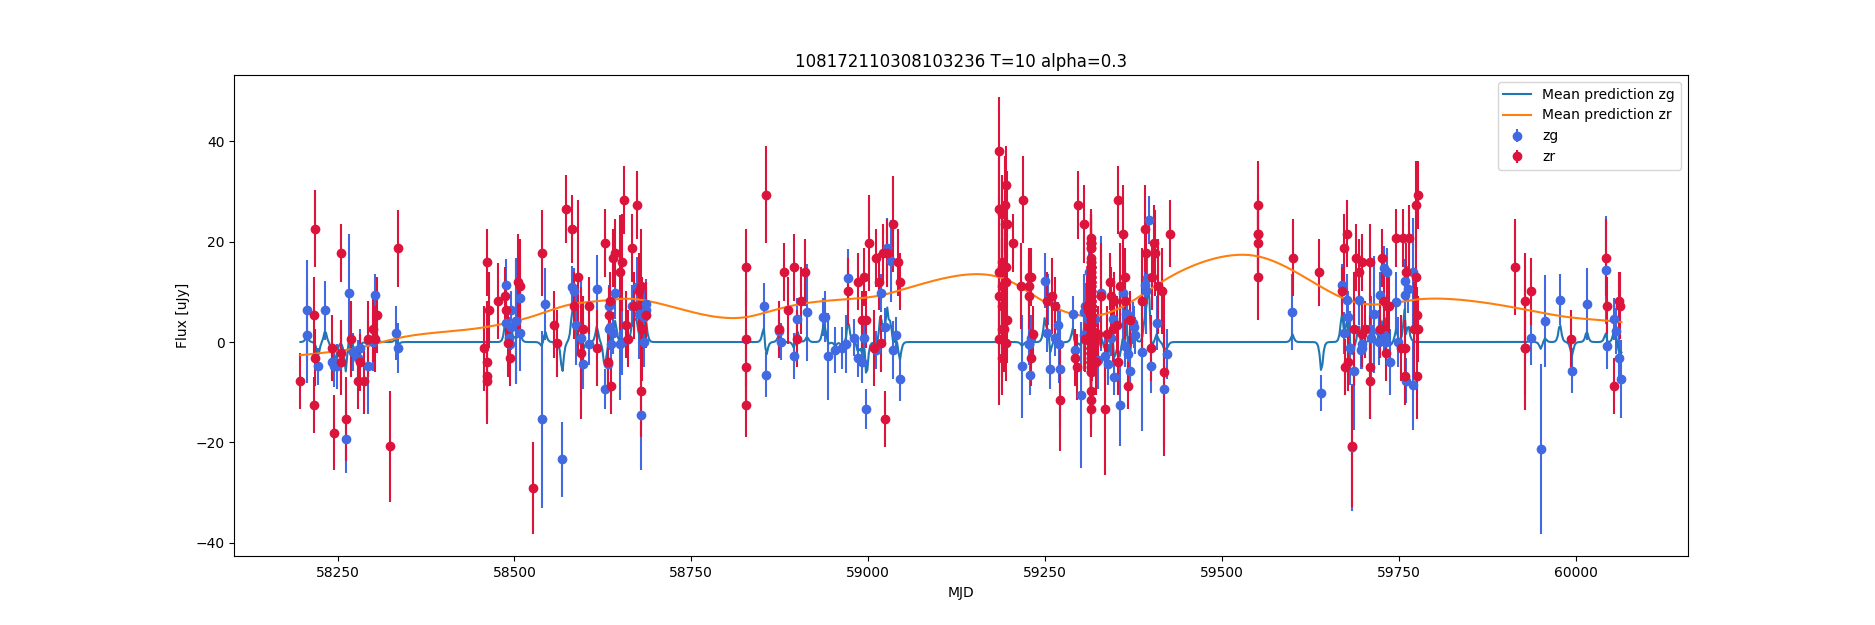 108172110308103236 T=10 alpha=0.3
Mean prediction zg
Mean prediction zr
zg
zr
Flux [uJy]
40
20
0
−20
−40
58250 58500 58750 59000 59250 59500 59750 60000
MJD